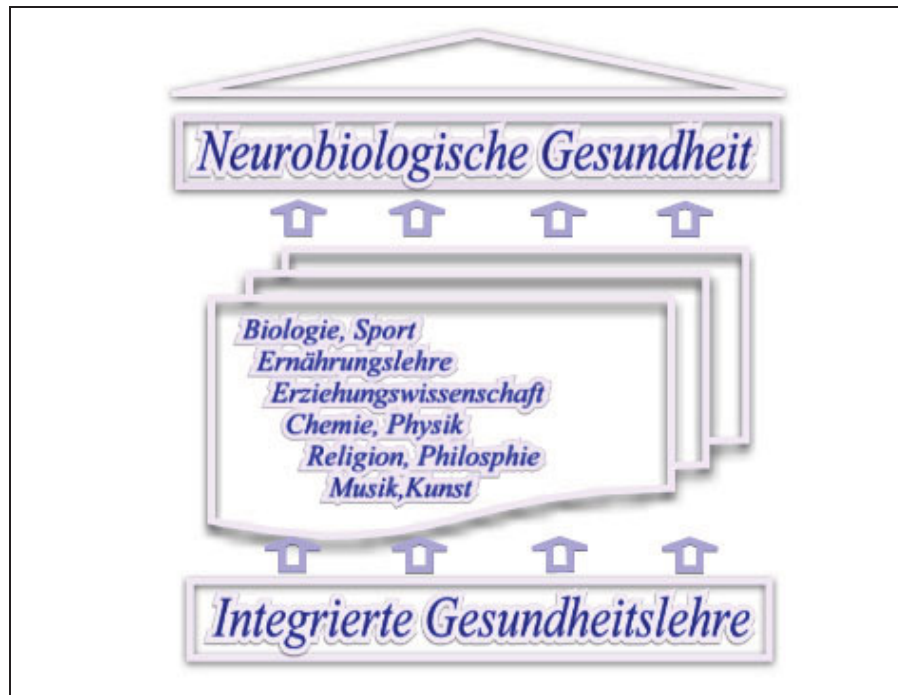 Neurobiologische Gesundheit
Biologie, Sport
Ernährungslehre
Erziehungswissenschaft
Chemie, Physik
Religion, Philosphie
Musik,Kunst
Integrierte Gesundheitslehre